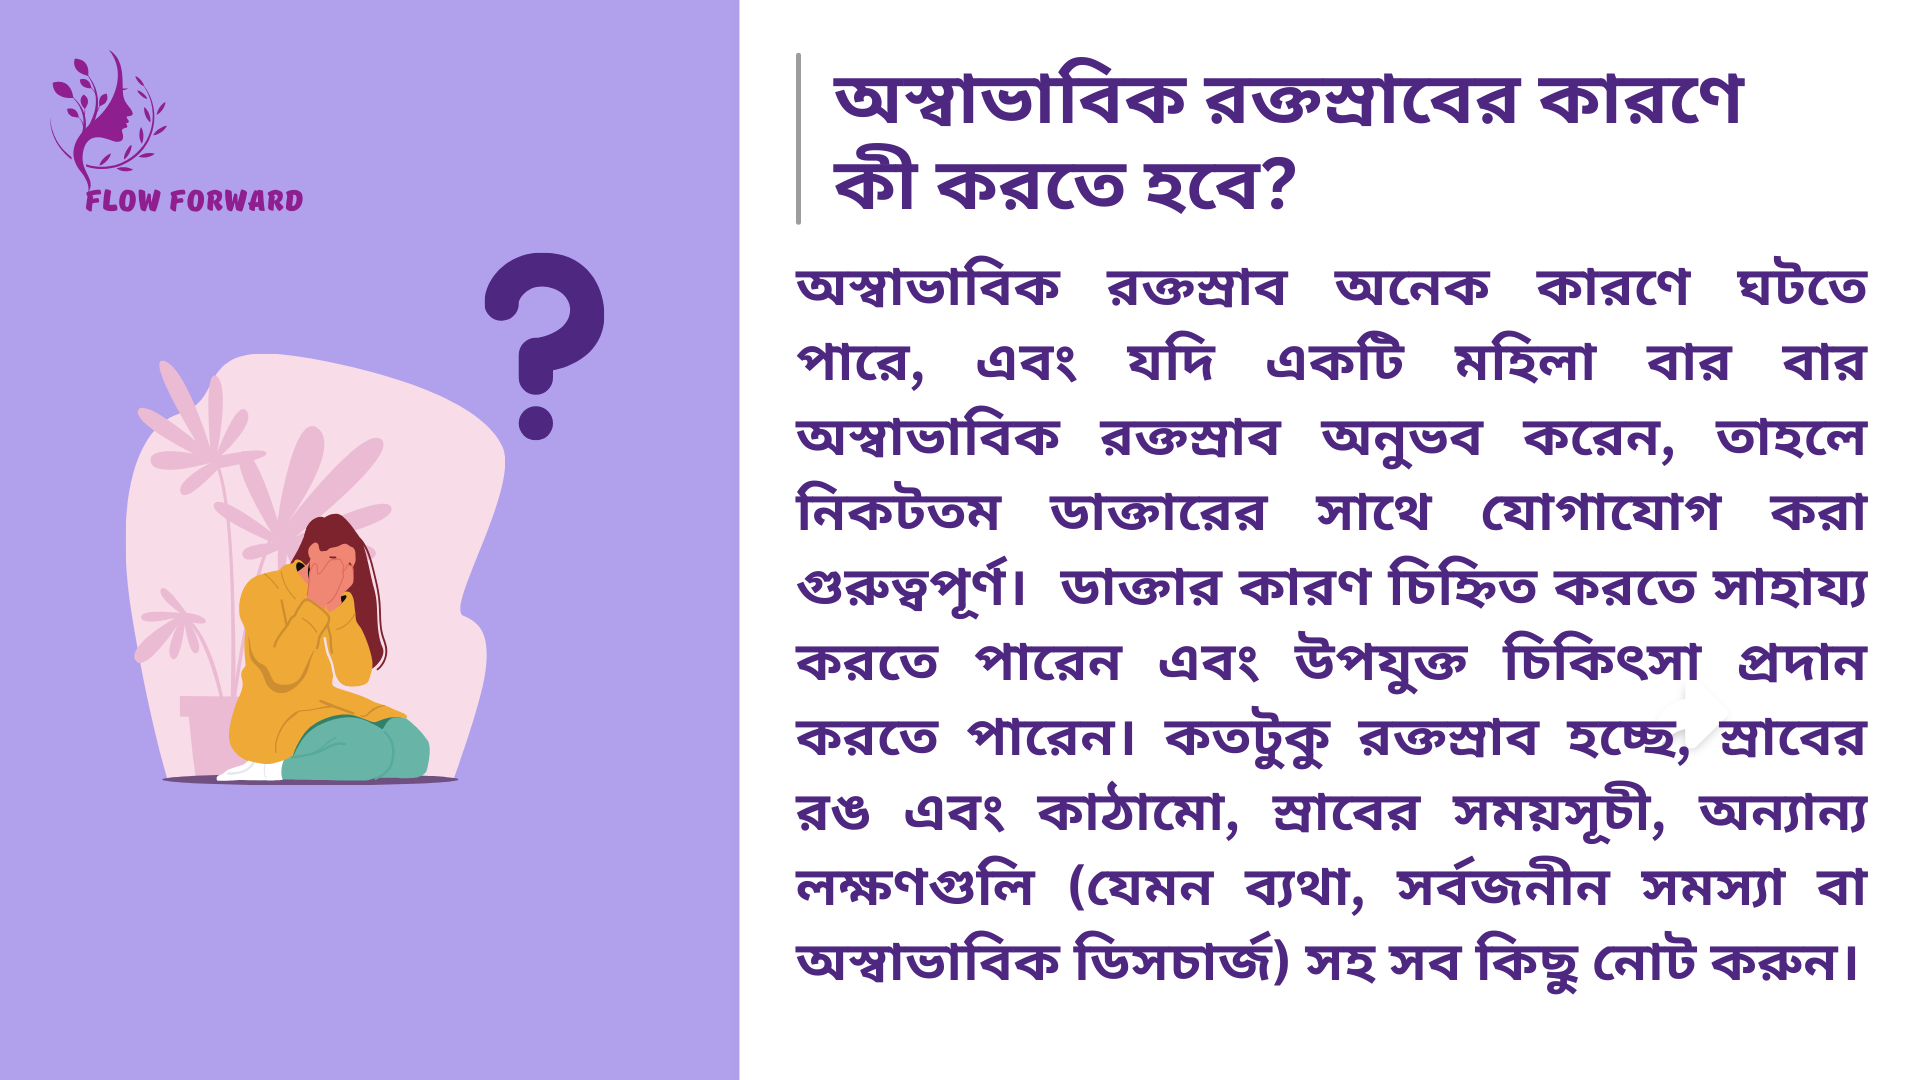 FLOW FORWARD
অস্বাভাবিক রক্তস্রাবের কারণে
কী করতে হবে?
অস্বাভাবিক রক্তস্রাব অনেক কারণে ঘটতে
পারে, এবং যদি একটি মহিলা বার বার
অস্বাভাবিক রক্তস্রাব অনুভব করেন, তাহলে
নিকটতম ডাক্তারের সাথে যোগাযোগ করা
গুরুত্বপূর্ণ। ডাক্তার কারণ চিহ্নিত করতে সাহায্য
করতে পারেন এবং উপযুক্ত চিকিৎসা প্রদান
করতে পারেন। কতটুকু রক্তস্রাব হচ্ছে, স্রাবের
রঙ এবং কাঠামো, স্রাবের সময়সূচী, অন্যান্য
লক্ষণগুলি (যেমন ব্যথা, সর্বজনীন সমস্যা বা
অস্বাভাবিক ডিসচার্জ) সহ সব কিছু নোট করুন।